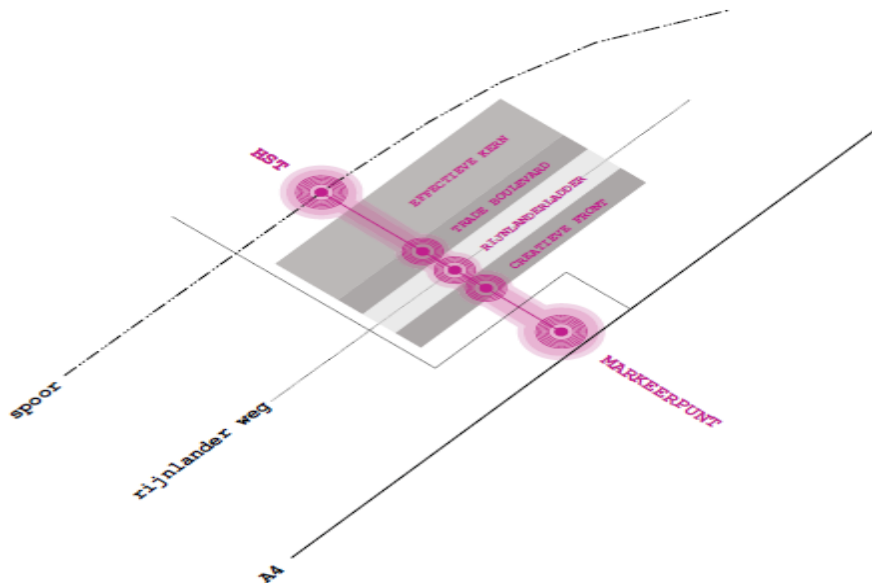 HST
EFFECTIEVE KERN
TRADE BOULEVARD
RIJNLANDERLADDER
CREATIEVE FRONT
MARKEERPUNT
spoor
rijnlander weg
A4